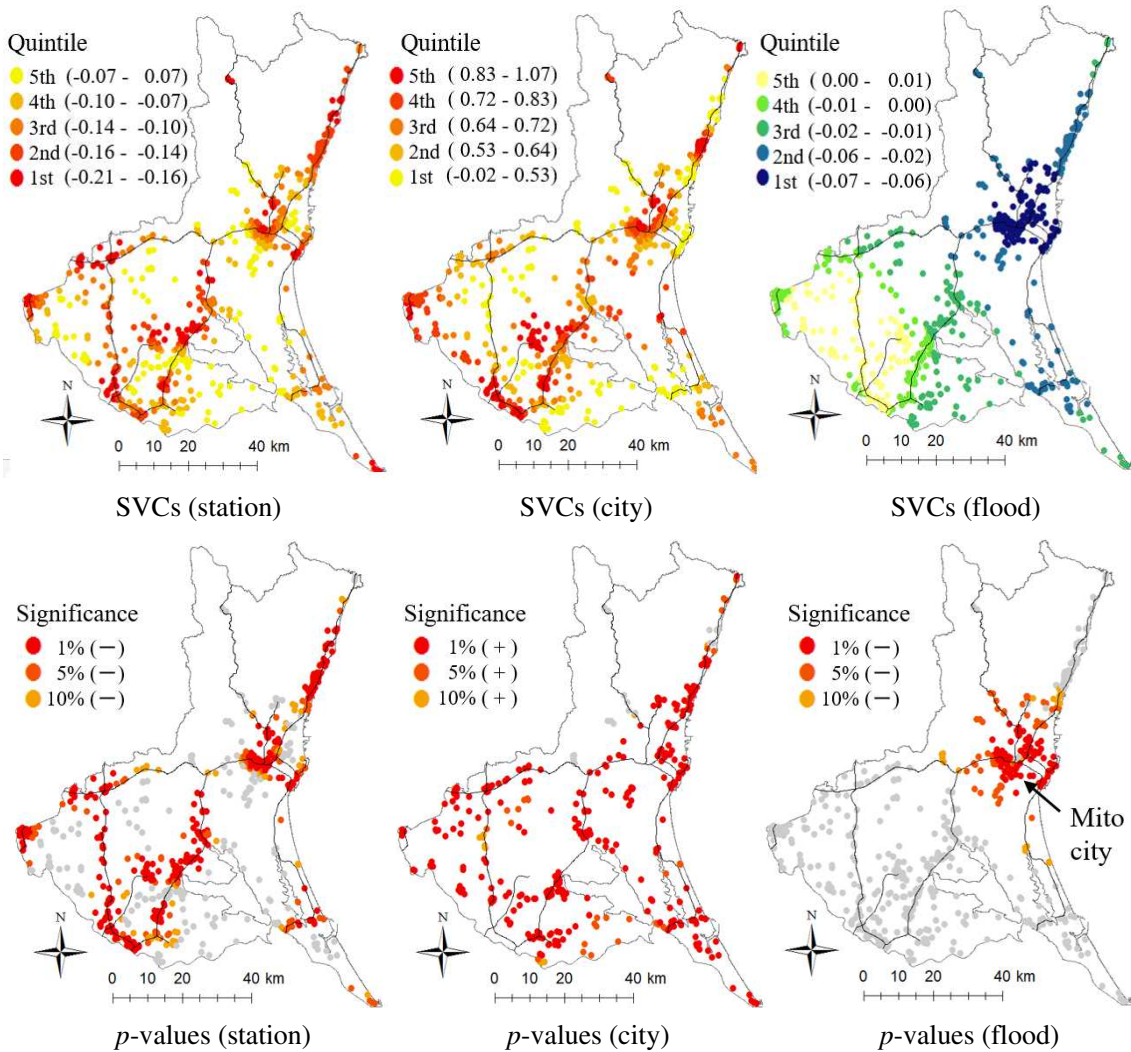 Quintile
5th (-0.07 - 0.07)
4th (-0.10 - -0.07)
3rd (-0.14 - -0.10)
2nd (-0.16 - -0.14)
1st (-0.21 - -0.16)
N
0 10 20 40 km
SVCs (station)
Quintile
5th ( 0.83 - 1.07)
4th ( 0.72 - 0.83)
3rd ( 0.64 - 0.72)
2nd ( 0.53 - 0.64)
1st (-0.02 - 0.53)
N
0 10 20 40 km
SVCs (city)
Quintile
5th ( 0.00 - 0.01)
4th (-0.01 - 0.00)
3rd (-0.02 - -0.01)
2nd (-0.06 - -0.02)
1st (-0.07 - -0.06)
N
0 10 20 40 km
SVCs (flood)
Significance
1% (−)
5% (−)
10% (−)
N
0 10 20 40 km
p-values (station)
Significance
1% (+)
5% (+)
10% (+)
N
0 10 20 40 km
p-values (city)
Significance
1% (−)
5% (−)
10% (−)
Mito
city
N
0 10 20 40 km
p-values (flood)